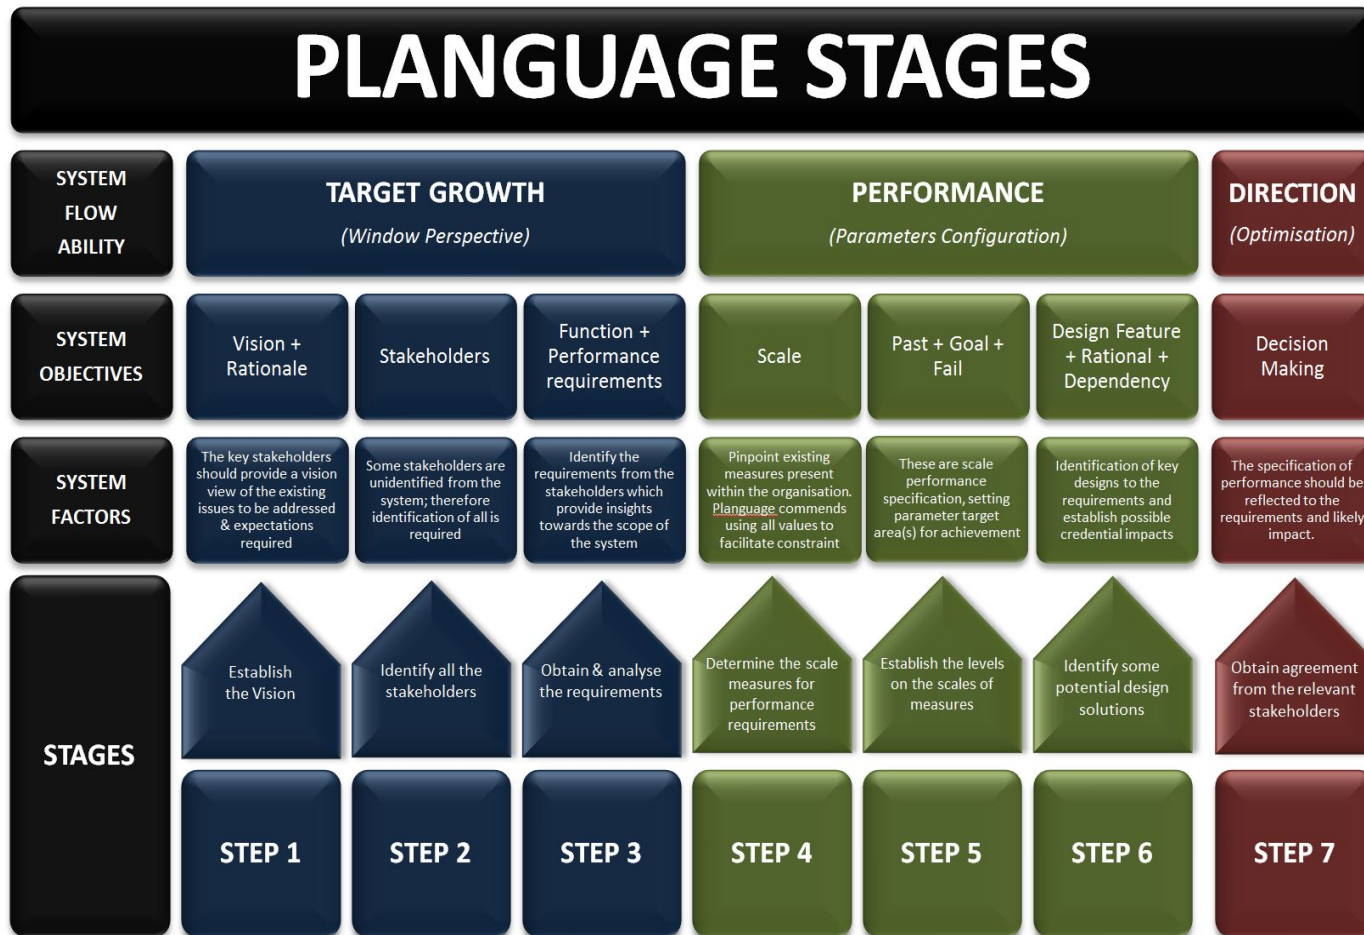 PLANGUAGE STAGES
SYSTEM
FLOW
ABILITY
TARGET GROWTH
(Window Perspective)
PERFORMANCE
(Parameters Configuration)
DIRECTION
(Optimisation)
SYSTEM
OBJECTIVES
Vision +
Rationale
Stakeholders
Function +
Performance
requirements
Scale
Past + Goal +
Fail
Design Feature
+ Rational +
Dependency
Decision
Making
SYSTEM
FACTORS
The key stakeholders
should provide a vision
view of the existing
issues to be addressed
& expectations
required
Some stakeholders are
unidentified from the
system; therefore
identification of all is
required
Identify the
requirements from the
stakeholders which
provide insights
towards the scope of
the system
Pinpoint existing
measures present
within the organisation.
Planguage commends
using all values to
facilitate constraint
These are scale
performance
specification, setting
parameter target
area(s) for achievement
Identification of key
designs to the
requirements and
establish possible
credential impacts
The specification of
performance should be
reflected to the
requirements and likely
impact.
STAGES
Establish
the Vision
Identify all the
stakeholders
Obtain & analyse
the requirements
Determine the scale
measures for
performance
requirements
Establish the levels
on the scales of
measures
Identify some
potential design
solutions
Obtain agreement
from the relevant
stakeholders
STEP 1
STEP 2
STEP 3
STEP 4
STEP 5
STEP 6
STEP 7